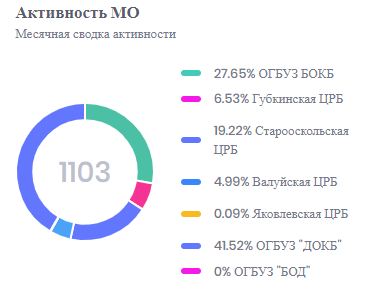 Активность МО
Месячная сводка активности
27.65% ОГБУЗ БОКБ
6.53% Губкинская ЦРБ
19.22% Старооскольская
ЦРБ
1103
4.99% Валуйская ЦРБ
0.09% Яковлевская ЦРБ
41.52% ОГБУЗ "ДОКБ"
0% ОГБУЗ "БОД"